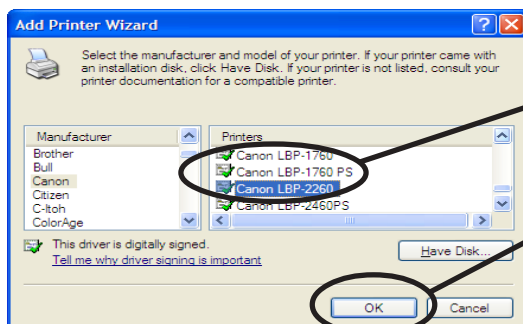 Add Printer Wizard
Select the manufacturer and model of your printer. If your printer came with
an installation disk, click Have Disk. If your printer is not listed, consult your
printer documentation for a compatible printer.
Manufacturer
Brother
Bull
Canon
Citizen
C-Itoh
ColorAge
Printers
Canon LBP-1760
Canon LBP-1760 PS
Canon LBP-2260
Canon LBP-2460PS
This driver is digitally signed.
Tell me why driver signing is important
Have Disk...
OK
Cancel